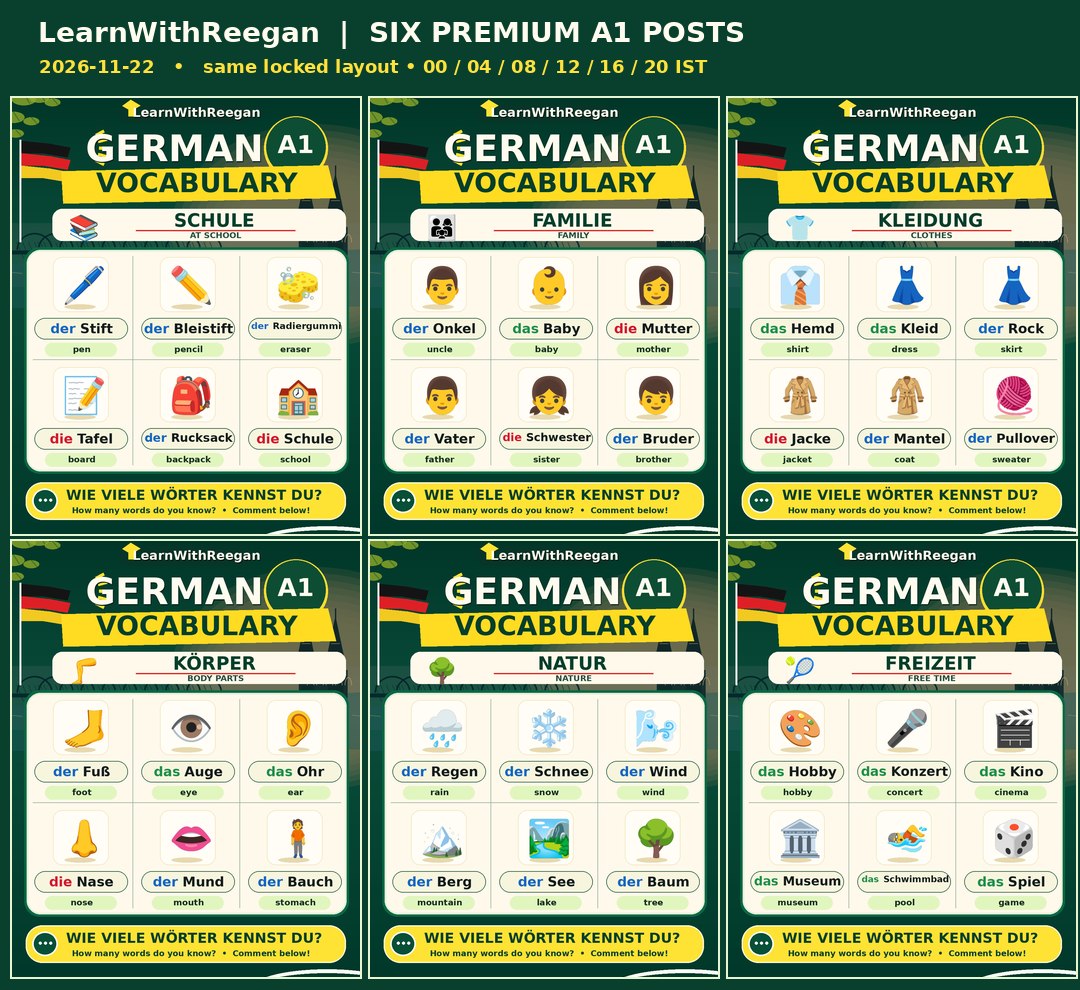 LearnWithReegan | SIX PREMIUM A1 POSTS
2026-11-22 • same locked layout • 00 / 04 / 08 / 12 / 16 / 20 IST
LearnWithReegan
GERMAN A1
VOCABULARY
SCHULE
AT SCHOOL
der Stift
der Bleistift
der Radiergummi
pen
pencil
eraser
die Tafel
der Rucksack
die Schule
board
backpack
school
WIE VIELE WÖRTER KENNST DU?
How many words do you know? • Comment below!
LearnWithReegan
GERMAN A1
VOCABULARY
FAMILIE
FAMILY
der Onkel
das Baby
die Mutter
uncle
baby
mother
der Vater
die Schwester
der Bruder
father
sister
brother
WIE VIELE WÖRTER KENNST DU?
How many words do you know? • Comment below!
LearnWithReegan
GERMAN A1
VOCABULARY
KLEIDUNG
CLOTHES
das Hemd
das Kleid
der Rock
shirt
dress
skirt
die Jacke
der Mantel
der Pullover
jacket
coat
sweater
WIE VIELE WÖRTER KENNST DU?
How many words do you know? • Comment below!
LearnWithReegan
GERMAN A1
VOCABULARY
KÖRPER
BODY PARTS
der Fuß
das Auge
das Ohr
foot
eye
ear
die Nase
der Mund
der Bauch
nose
mouth
stomach
WIE VIELE WÖRTER KENNST DU?
How many words do you know? • Comment below!
LearnWithReegan
GERMAN A1
VOCABULARY
NATUR
NATURE
der Regen
der Schnee
der Wind
rain
snow
wind
der Berg
der See
der Baum
mountain
lake
tree
WIE VIELE WÖRTER KENNST DU?
How many words do you know? • Comment below!
LearnWithReegan
GERMAN A1
VOCABULARY
FREIZEIT
FREE TIME
das Hobby
das Konzert
das Kino
hobby
concert
cinema
das Museum
das Schwimmbad
das Spiel
museum
pool
game
WIE VIELE WÖRTER KENNST DU?
How many words do you know? • Comment below!